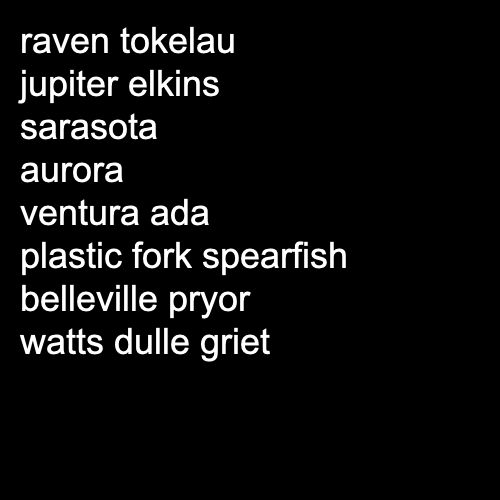 raven tokelau
jupiter elkins
sarasota
aurora
ventura ada
plastic fork spearfish
belleville pryor
watts dulle griet